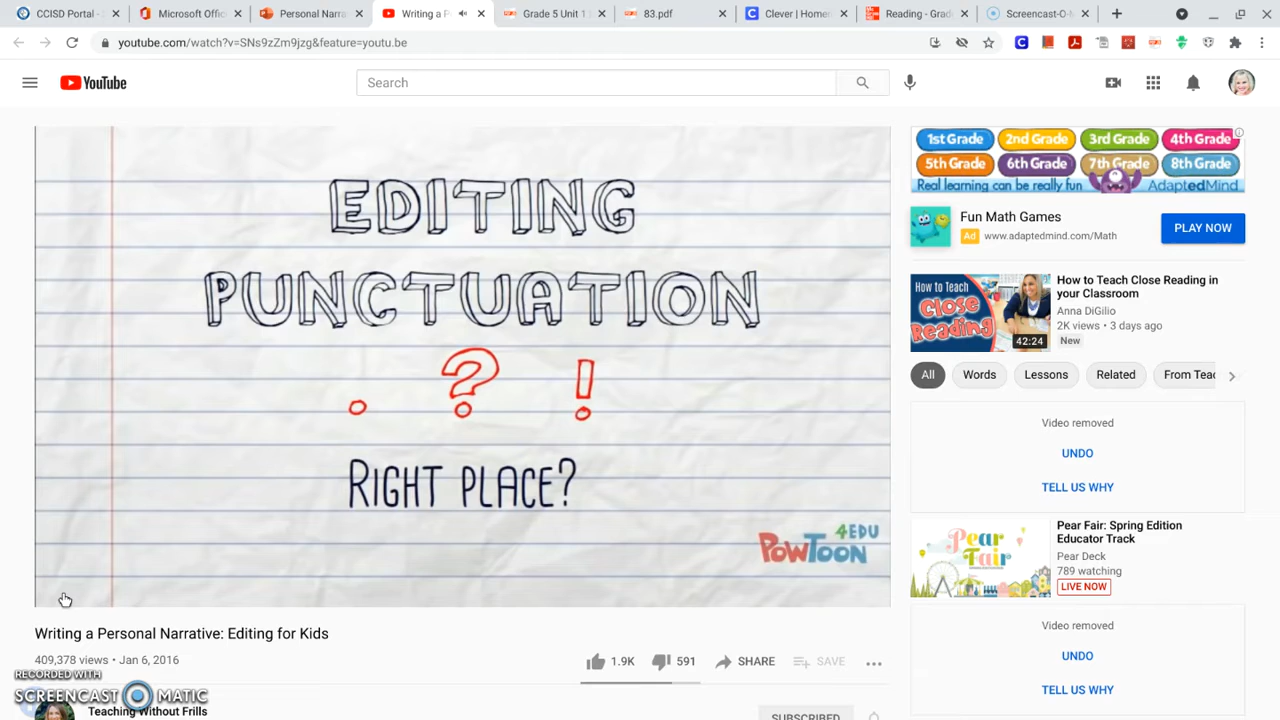 CCISD Portal -
Microsoft Offic
Personal Narra
Writing a P
Grade 5 Unit 1
83.pdf
Clever | Home
Reading - Grad
Screencast-O-M
youtube.com/watch?v=SNs9zZm9jzg&feature=youtu.be
YouTube
Search
EDITING
PUNCTUATION
. ? !
RIGHT PLACE?
POWTOON
4EDU
Writing a Personal Narrative: Editing for Kids
409,378 views • Jan 6, 2016
1.9K
591
SHARE
SAVE
RECORDED WITH
SCREENCAST MATIC
Teaching Without Frills
SUBSCRIBED
1st Grade 2nd Grade 3rd Grade 4th Grade
5th Grade 6th Grade 7th Grade 8th Grade
Real learning can be really fun AdaptedMind
Fun Math Games
Ad www.adaptedmind.com/Math
PLAY NOW
How to Teach
Close
Reading
42:24
How to Teach Close Reading in
your Classroom
Anna DiGilio
2K views • 3 days ago
New
All
Words
Lessons
Related
From Teac
Video removed
UNDO
TELL US WHY
Pear Fair
Pear Fair: Spring Edition
Educator Track
Pear Deck
789 watching
LIVE NOW
Video removed
UNDO
TELL US WHY